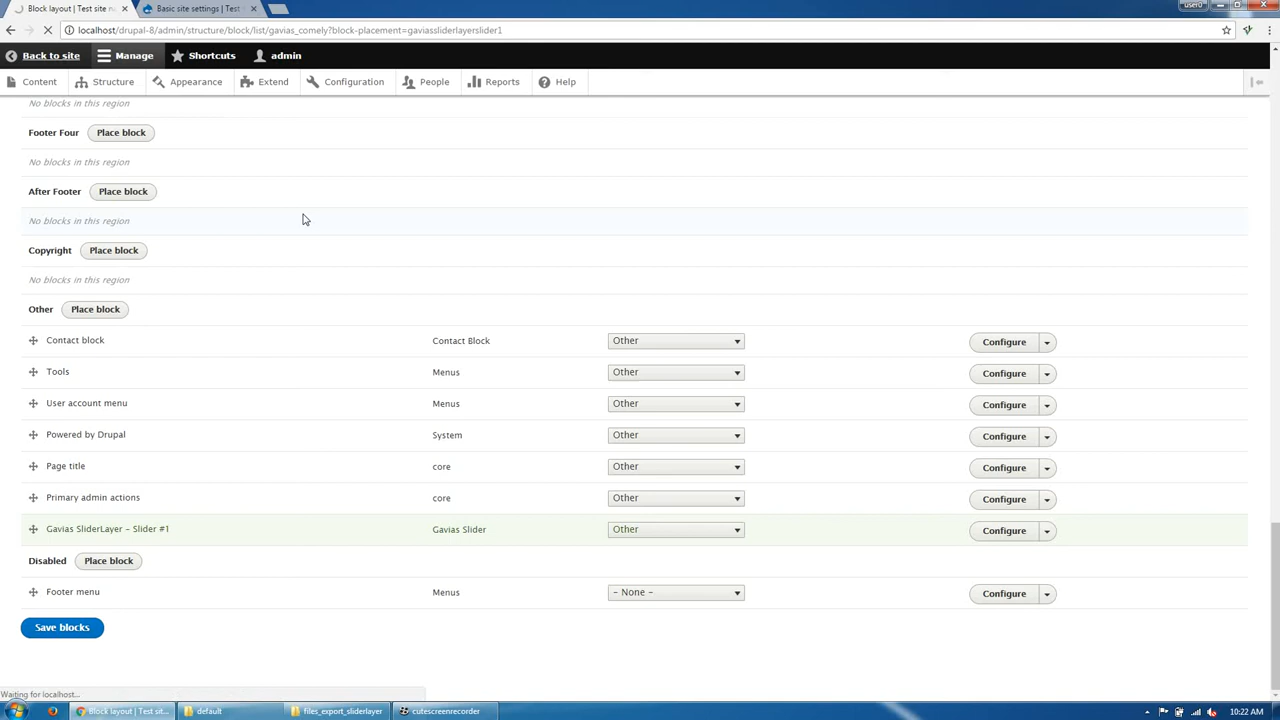 Block layout | Test site n
Basic site settings | Test
user0
localhost/drupal-8/admin/structure/block/list/gavias_comely?block-placement=gaviassliderlayerslider1
Back to site Manage Shortcuts admin
Content Structure Appearance Extend Configuration People Reports Help
No blocks in this region
Footer Four Place block
No blocks in this region
After Footer Place block
No blocks in this region
Copyright Place block
No blocks in this region
Other Place block
Contact block Contact Block Other Configure
Tools Menus Other Configure
User account menu Menus Other Configure
Powered by Drupal System Other Configure
Page title core Other Configure
Primary admin actions core Other Configure
Gavias SliderLayer – Slider #1 Gavias Slider Other Configure
Disabled Place block
Footer menu Menus – None – Configure
Save blocks
Waiting for localhost...
Block layout | Test sit... default files_export_sliderlayer cutescreenrecorder 10:22 AM